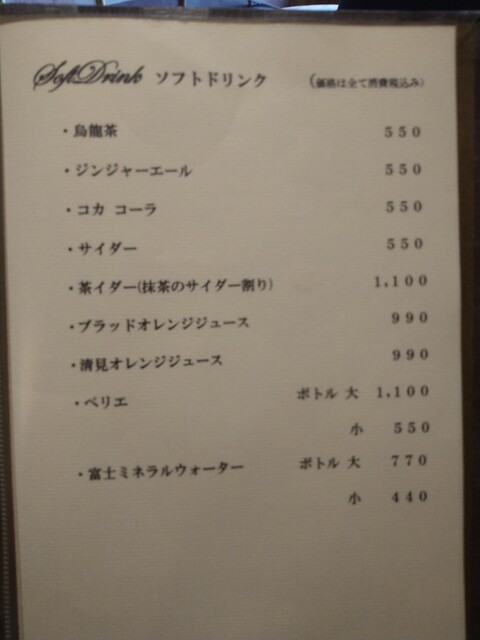 Soft Drink ソフトドリンク (価格は全て消費税込み)
・烏龍茶 550
・ジンジャーエール 550
・コカ コーラ 550
・サイダー 550
・茶イダー(抹茶のサイダー割り) 1,100
・ブラッドオレンジジュース 990
・清見オレンジジュース 990
・ペリエ ボトル 大 1,100
小 550
・富士ミネラルウォーター ボトル 大 770
小 440